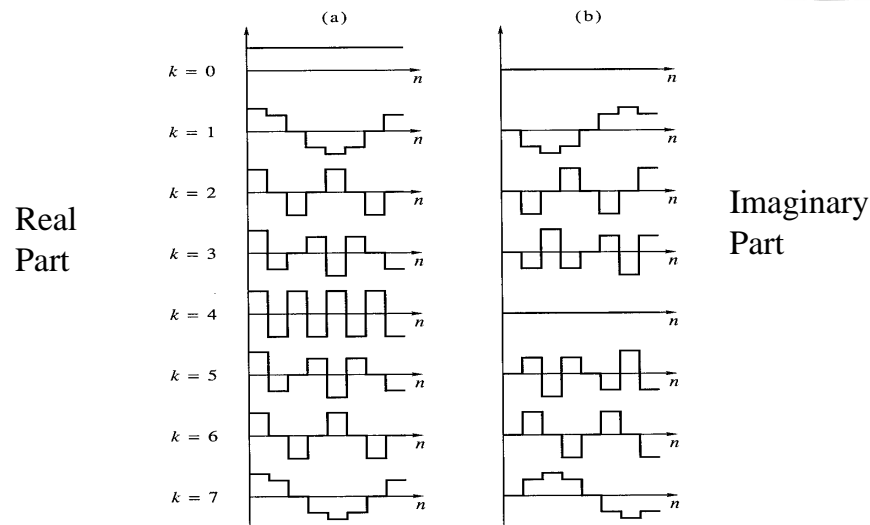 (a) (b)
k = 0 n n
k = 1 n n
k = 2 n n
k = 3 n n
k = 4 n n
k = 5 n n
k = 6 n n
k = 7 n n
Real
Part
Imaginary
Part